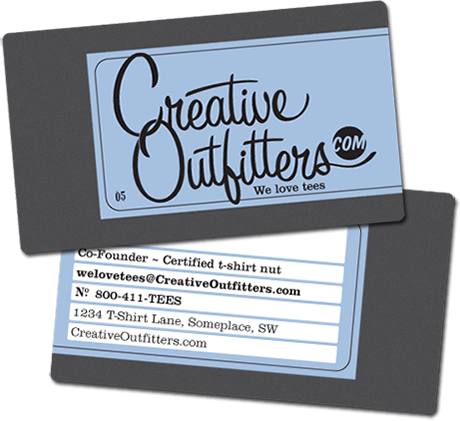 Creative
Outfitters COM
05
We love tees
Co-Founder ~ Certified t-shirt nut
welovetees@CreativeOutfitters.com
Nº 800-411-TEES
1234 T-Shirt Lane, Someplace, SW
CreativeOutfitters.com